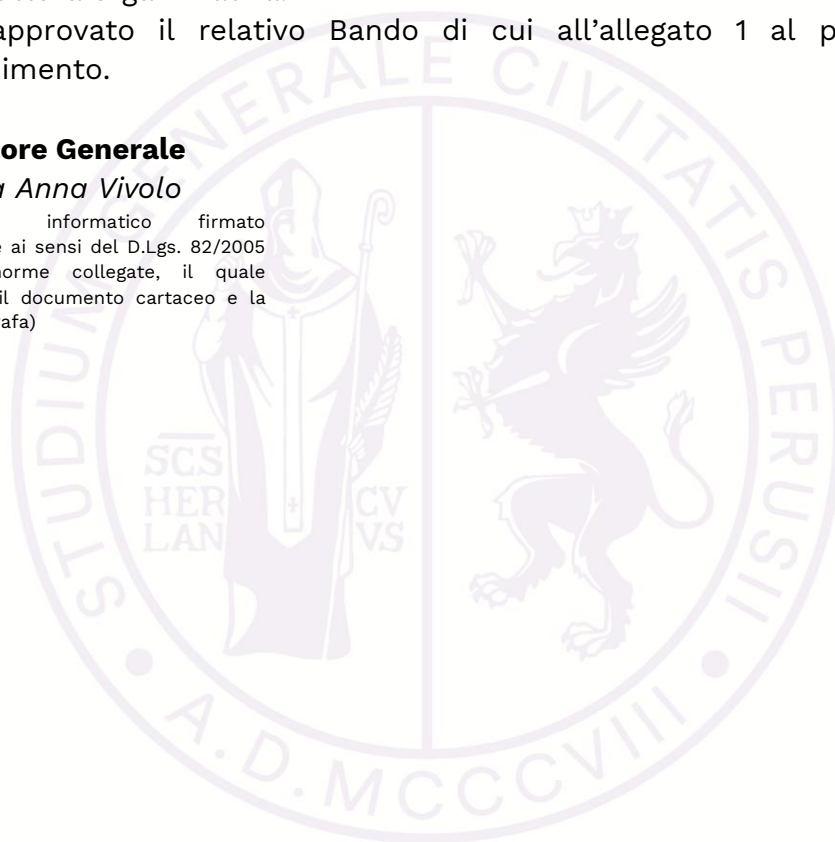 approvato il relativo Bando di cui all’allegato 1 al p
imento.
ore Generale
a Anna Vivolo
informatico firmato
e ai sensi del D.Lgs. 82/2005
norme collegate, il quale
il documento cartaceo e la
afa)
STUDIUM GENERALE CIVITATIS PERUSII
SCS
HER
LAN
CV
VS
A.D. MCCCVIII